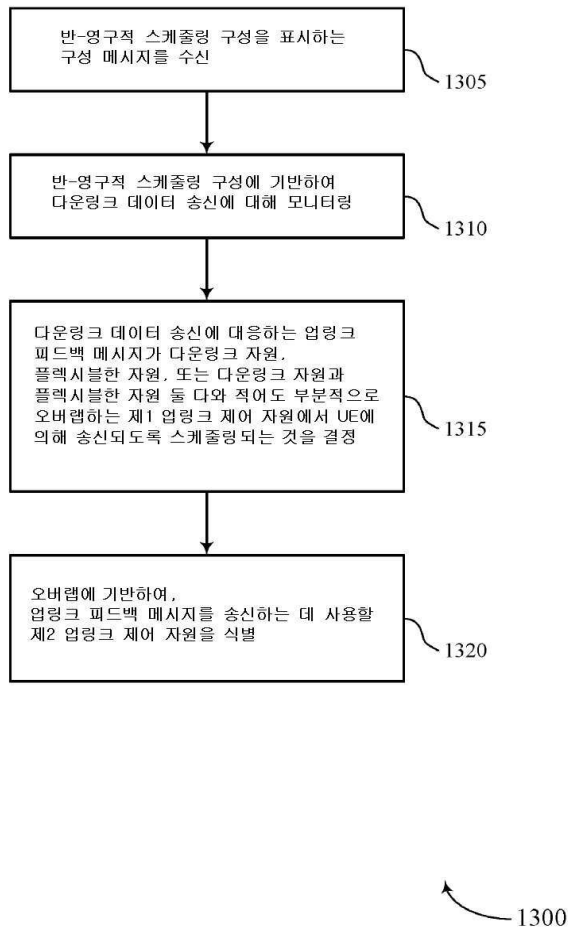 반-영구적 스케줄링 구성을 표시하는
구성 메시지를 수신
1305
반-영구적 스케줄링 구성에 기반하여
다운링크 데이터 송신에 대해 모니터링
1310
다운링크 데이터 송신에 대응하는 업링크
피드백 메시지가 다운링크 자원,
플렉시블한 자원, 또는 다운링크 자원과
플렉시블한 자원 둘 다와 적어도 부분적으로
오버랩하는 제1 업링크 제어 자원에서 UE에
의해 송신되도록 스케줄링되는 것을 결정
1315
오버랩에 기반하여,
업링크 피드백 메시지를 송신하는 데 사용할
제2 업링크 제어 자원을 식별
1320
1300